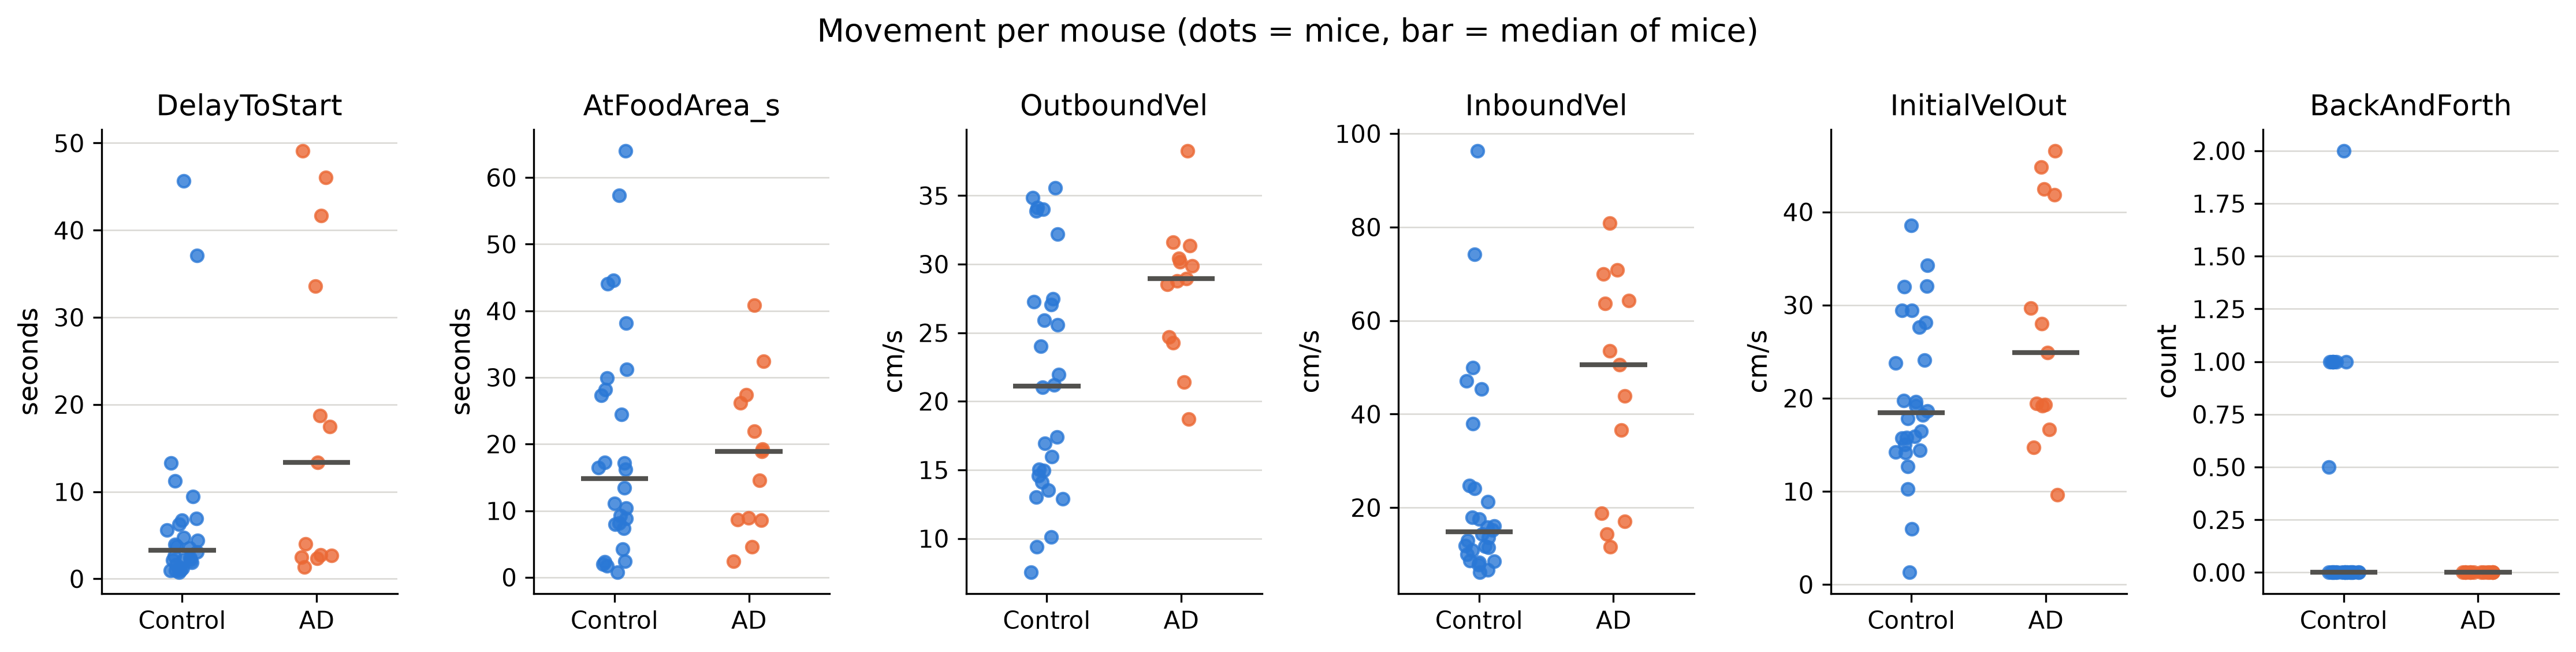 Movement per mouse (dots = mice, bar = median of mice)
DelayToStart
seconds
50
40
30
20
10
0
Control AD
AtFoodArea_s
seconds
60
50
40
30
20
10
0
Control AD
OutboundVel
cm/s
35
30
25
20
15
10
Control AD
InboundVel
cm/s
100
80
60
40
20
Control AD
InitialVelOut
cm/s
40
30
20
10
0
Control AD
BackAndForth
count
2.00
1.75
1.50
1.25
1.00
0.75
0.50
0.25
0.00
Control AD